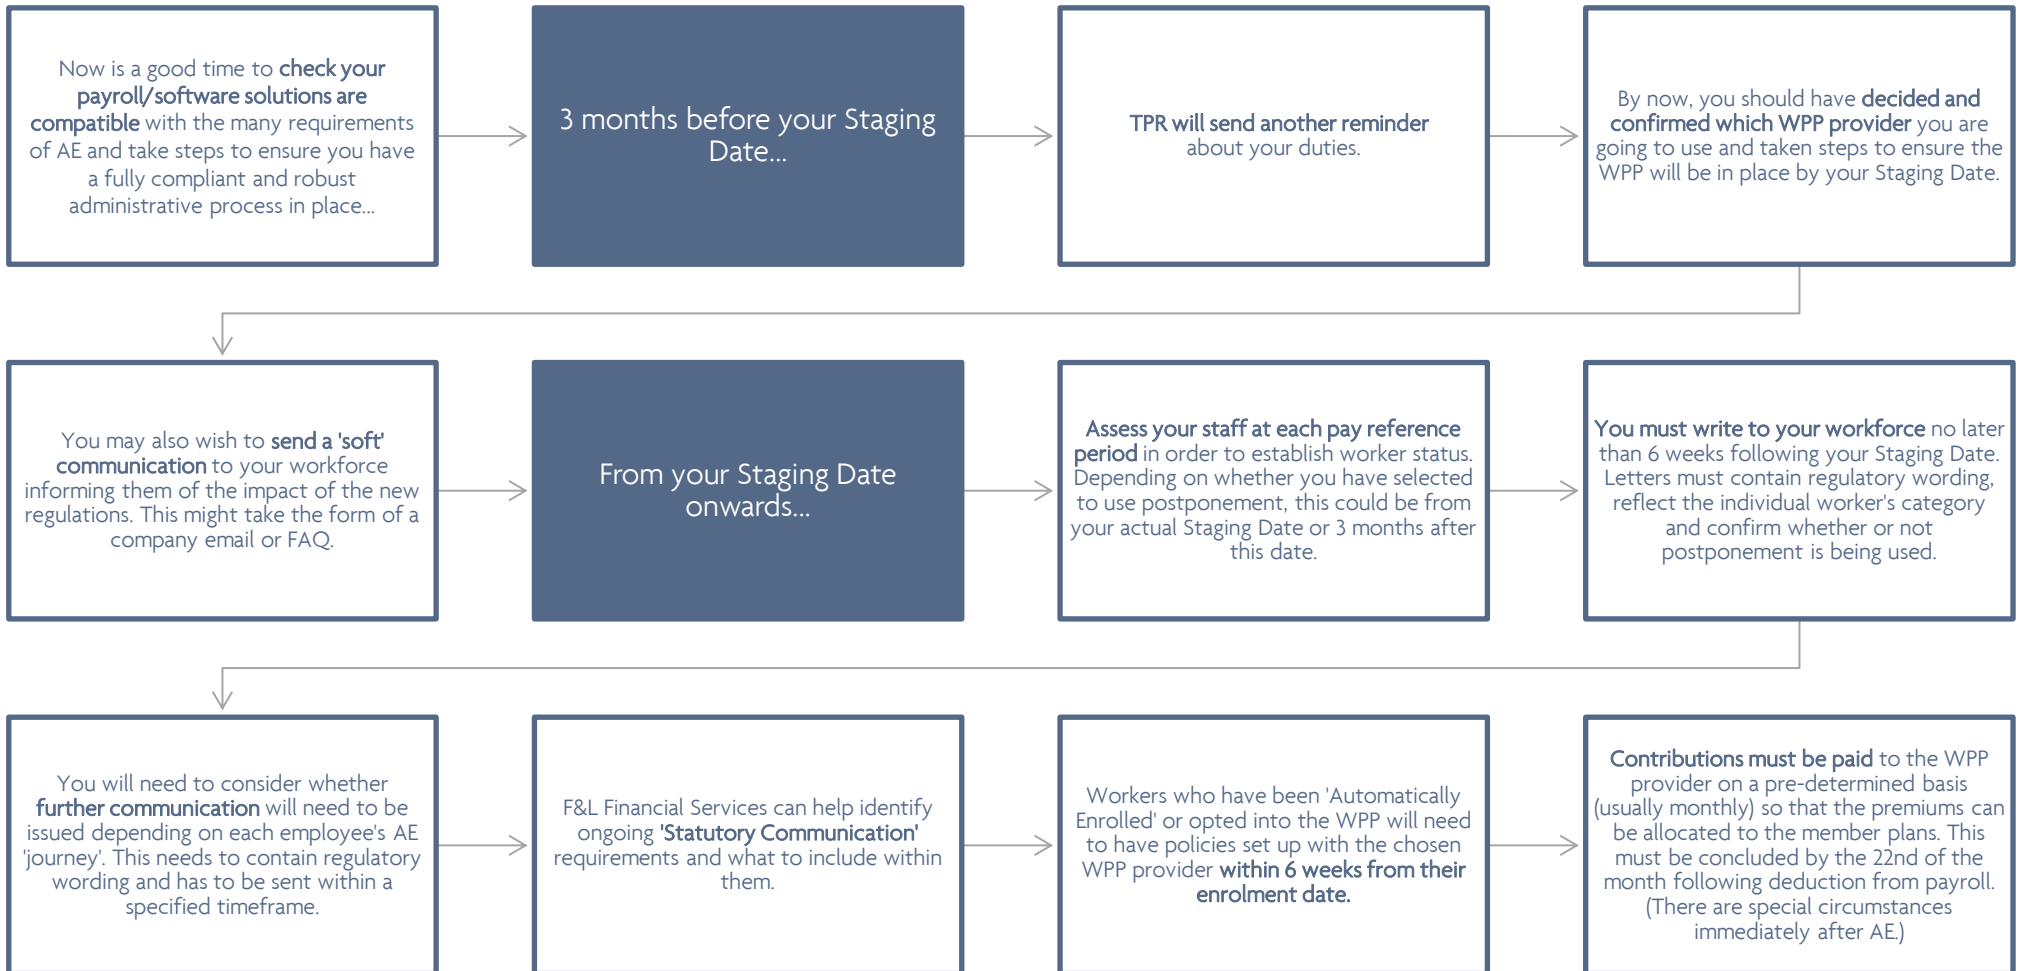 Now is a good time to check your
payroll/software solutions are
compatible with the many requirements
of AE and take steps to ensure you have
a fully compliant and robust
administrative process in place...
3 months before your Staging
Date...
TPR will send another reminder
about your duties.
By now, you should have decided and
confirmed which WPP provider you are
going to use and taken steps to ensure the
WPP will be in place by your Staging Date.
You may also wish to send a 'soft'
communication to your workforce
informing them of the impact of the new
regulations. This might take the form of a
company email or FAQ.
From your Staging Date
onwards...
Assess your staff at each pay reference
period in order to establish worker status.
Depending on whether you have selected
to use postponement, this could be from
your actual Staging Date or 3 months after
this date.
You must write to your workforce no later
than 6 weeks following your Staging Date.
Letters must contain regulatory wording,
reflect the individual worker's category
and confirm whether or not
postponement is being used.
You will need to consider whether
further communication will need to be
issued depending on each employee's AE
'journey'. This needs to contain regulatory
wording and has to be sent within a
specified timeframe.
F&L Financial Services can help identify
ongoing 'Statutory Communication'
requirements and what to include within
them.
Workers who have been 'Automatically
Enrolled' or opted into the WPP will need
to have policies set up with the chosen
WPP provider within 6 weeks from their
enrolment date.
Contributions must be paid to the WPP
provider on a pre-determined basis
(usually monthly) so that the premiums can
be allocated to the member plans. This
must be concluded by the 22nd of the
month following deduction from payroll.
(There are special circumstances
immediately after AE.)